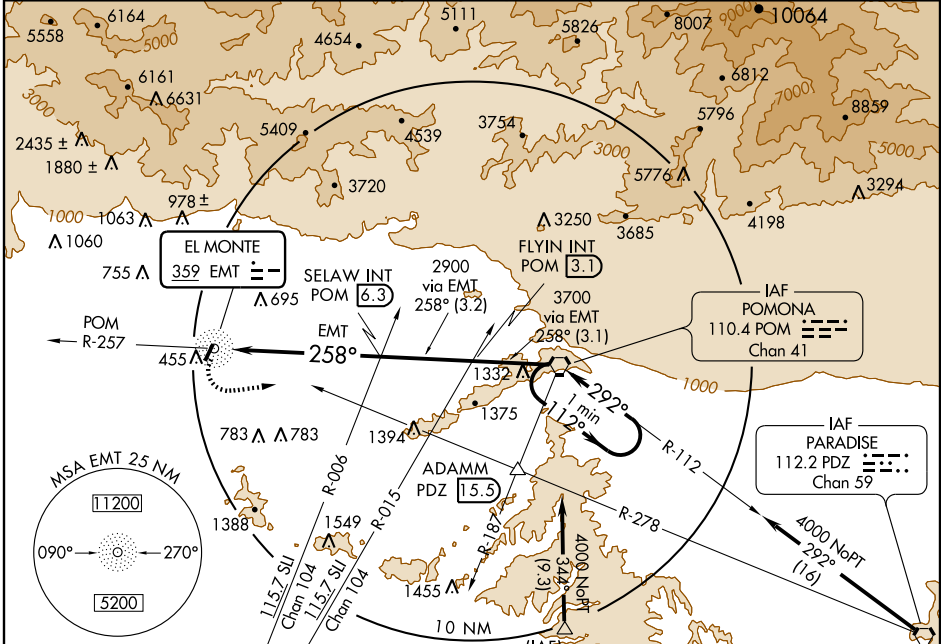 6164
5558
5000
4654
5111
5826
8007
9000
10064
6161
6631
3000
6812
7000
8859
5796
5409
4539
3754
3000
5000
2435 ±
1880 ±
5776
3294
3720
978 ±
1000
1063
3250
3685
4198
1060
EL MONTE
359 EMT
755
695
SELAW INT
POM 6.3
2900
via EMT
258° (3.2)
FLYIN INT
POM 3.1
3700
via EMT
258° (3.1)
IAF
POMONA
110.4 POM
Chan 41
POM
R-257
EMT
258°
455
1332
1000
292°
1 min
112°
1375
1394
783
783
R-112
IAF
PARADISE
112.2 PDZ
Chan 59
MSA EMT 25 NM
11200
090°
270°
5200
ADAMM
PDZ 15.5
R-006
R-015
R-187
R-278
4000 NoPT
292°
(16)
1388
1549
4000 NoPT
344°
(9.3)
1455
115.7 SLI
Chan 104
115.7 SLI
Chan 104
10 NM
(IAF)